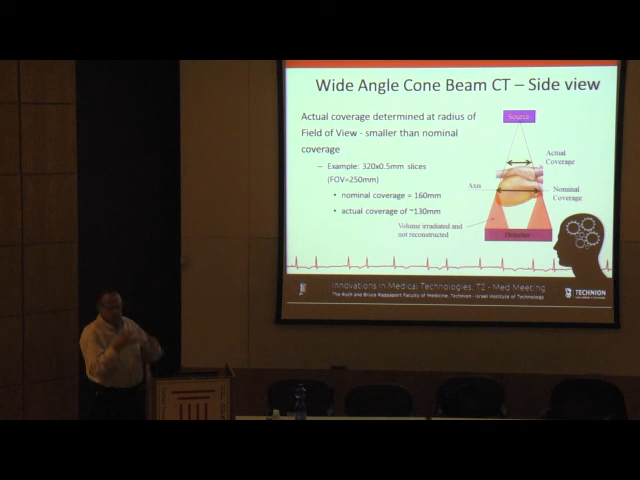 Wide Angle Cone Beam CT – Side view
Actual coverage determined at radius of
Field of View - smaller than nominal
coverage
– Example: 320x0.5mm slices
(FOV=250mm)
• nominal coverage = 160mm
• actual coverage of ~130mm
Source
Actual
Coverage
Axis
Nominal
Coverage
Volume irradiated and
not reconstructed
Detector
Innovations in Medical Technologies: T2 - Med Meeting
The Ruth and Bruce Rappaport Faculty of Medicine, Technion - Israel Institute of Technology
TECHNION